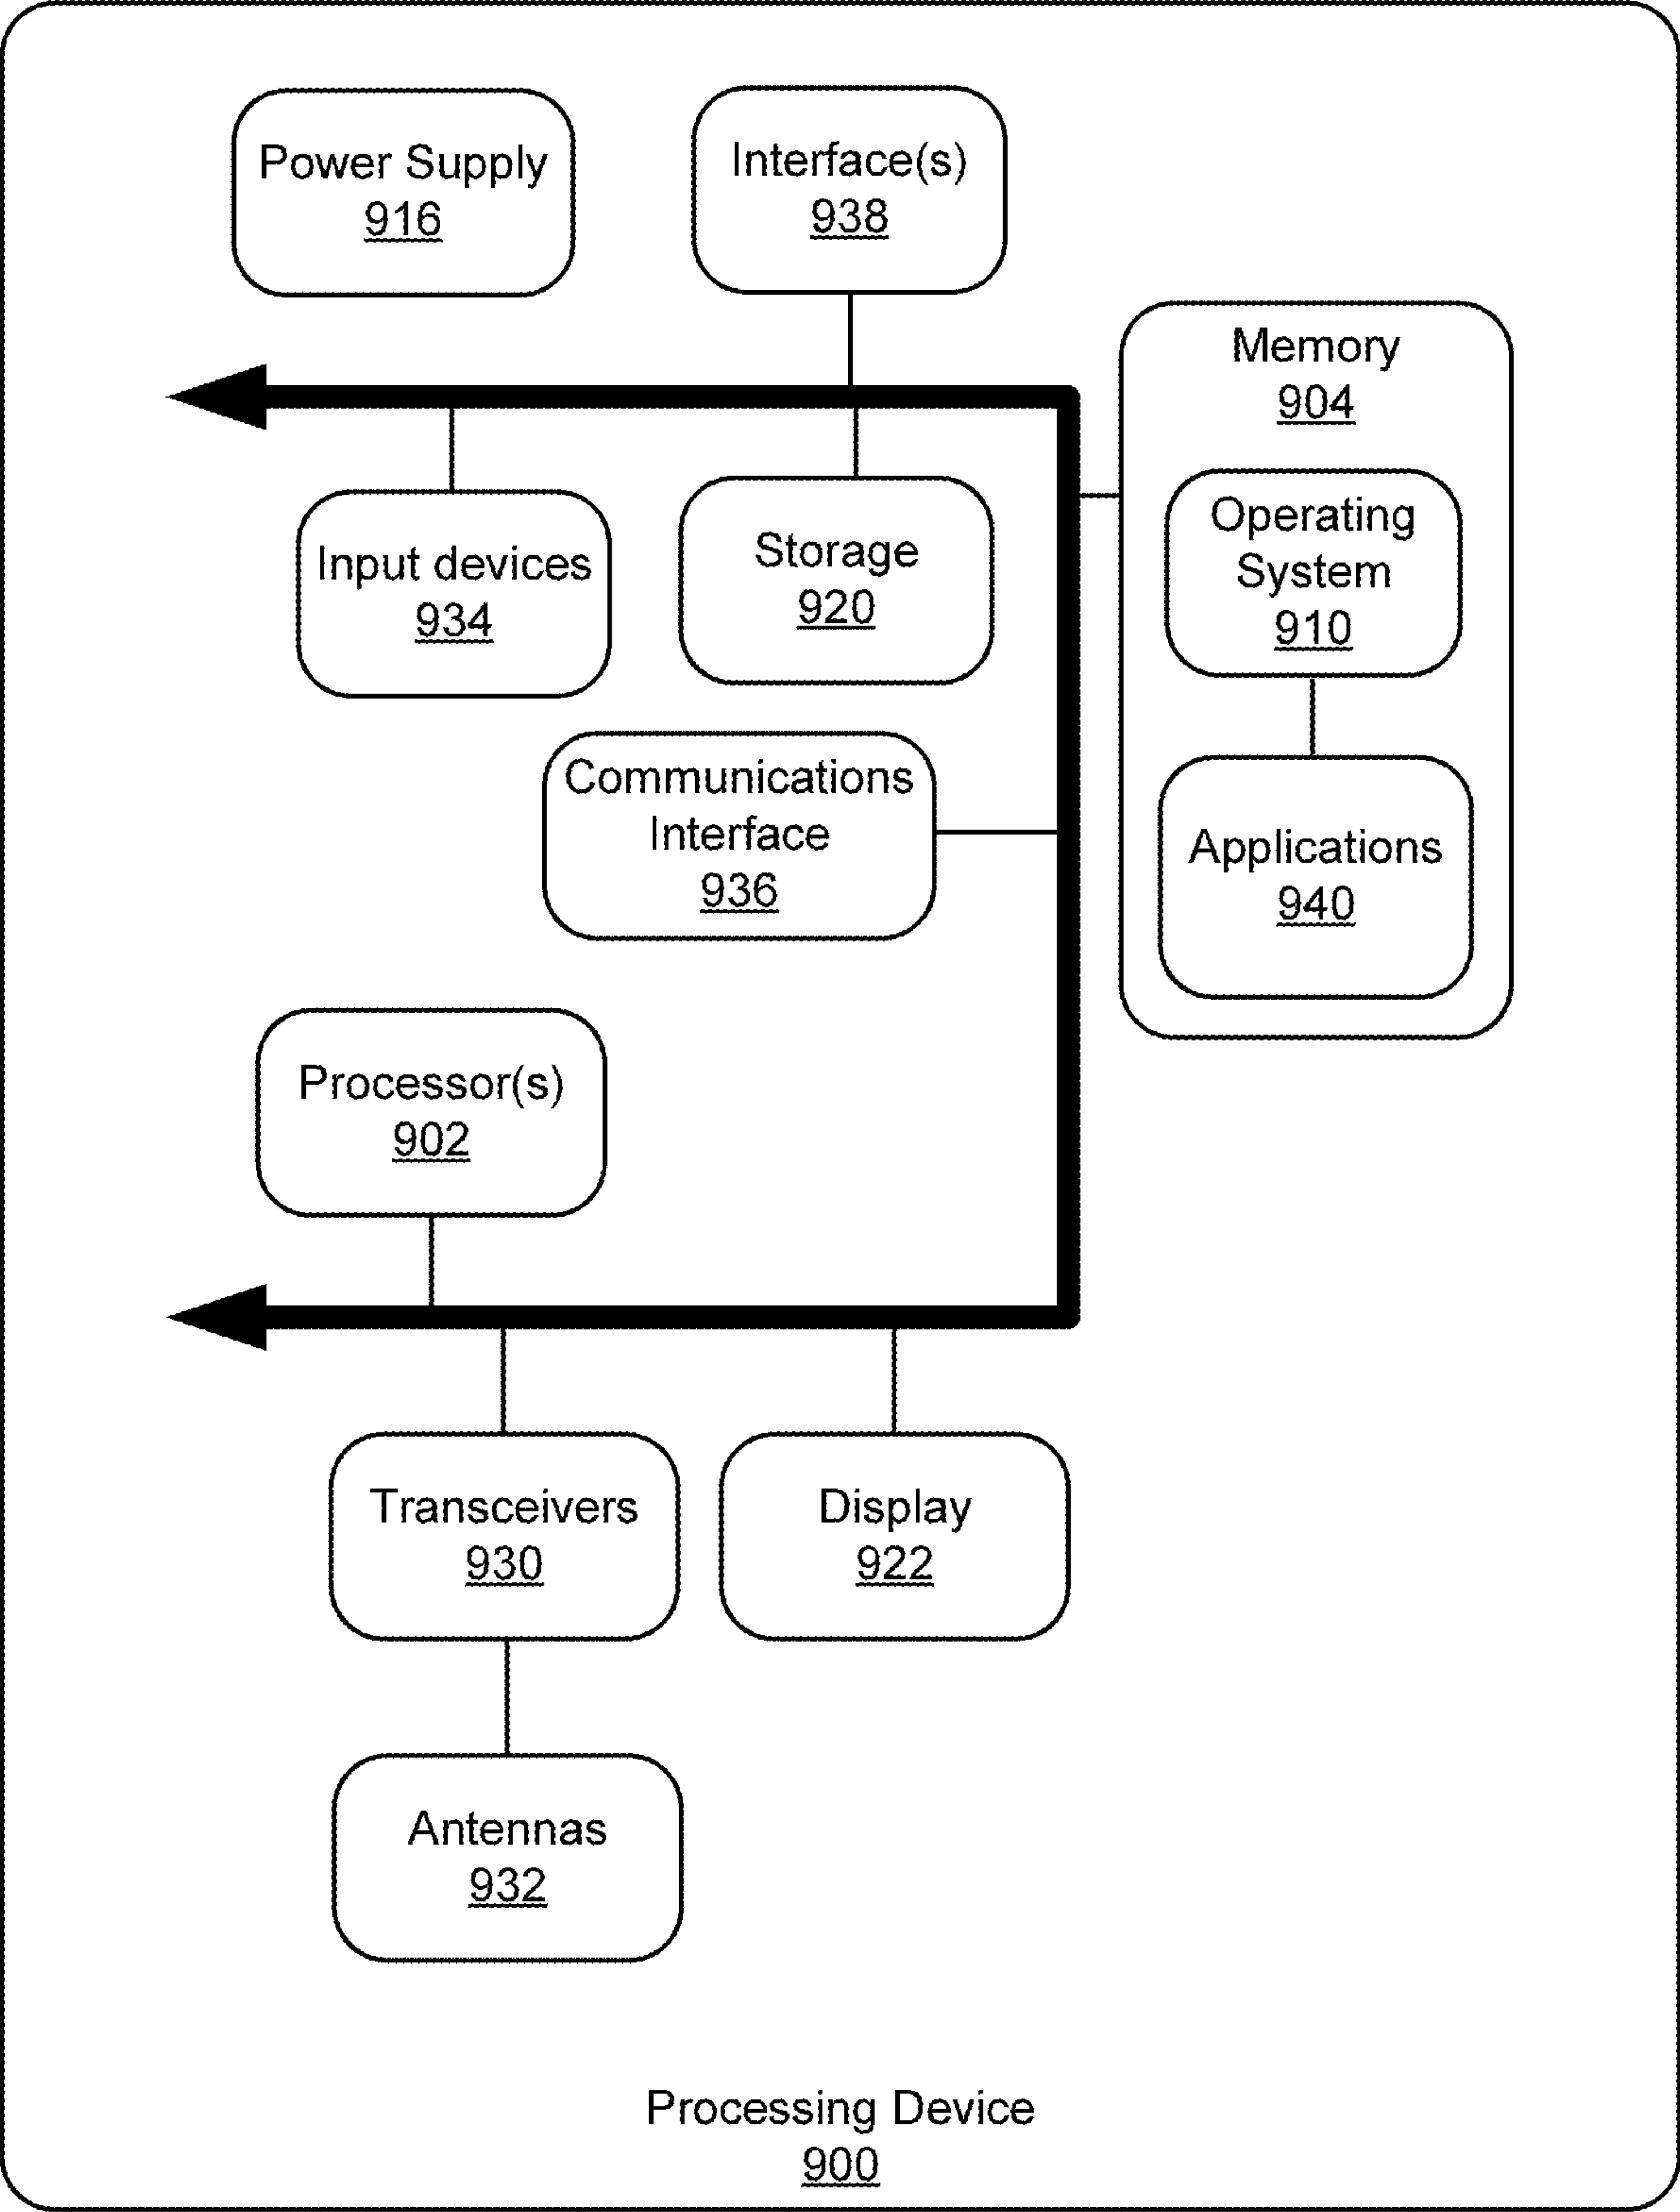 Power Supply
916
Interface(s)
938
Memory
904
Operating
System
910
Applications
940
Input devices
934
Storage
920
Communications
Interface
936
Processor(s)
902
Transceivers
930
Display
922
Antennas
932
Processing Device
900